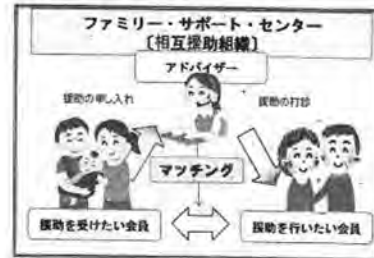 ファミリー・サポート・センター
〔相互援助組織〕
アドバイザー
援助の申し入れ
援助の打診
マッチング
援助を受けたい会員
援助を行いたい会員